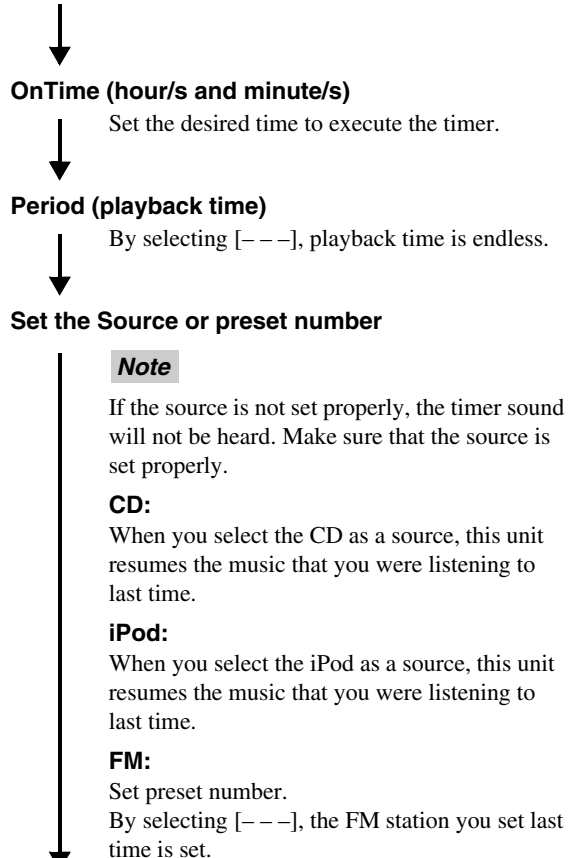 OnTime (hour/s and minute/s)
Set the desired time to execute the timer.
Period (playback time)
By selecting [– – –], playback time is endless.
Set the Source or preset number
Note
If the source is not set properly, the timer sound
will not be heard. Make sure that the source is
set properly.
CD:
When you select the CD as a source, this unit
resumes the music that you were listening to
last time.
iPod:
When you select the iPod as a source, this unit
resumes the music that you were listening to
last time.
FM:
Set preset number.
By selecting [– – –], the FM station you set last
time is set.